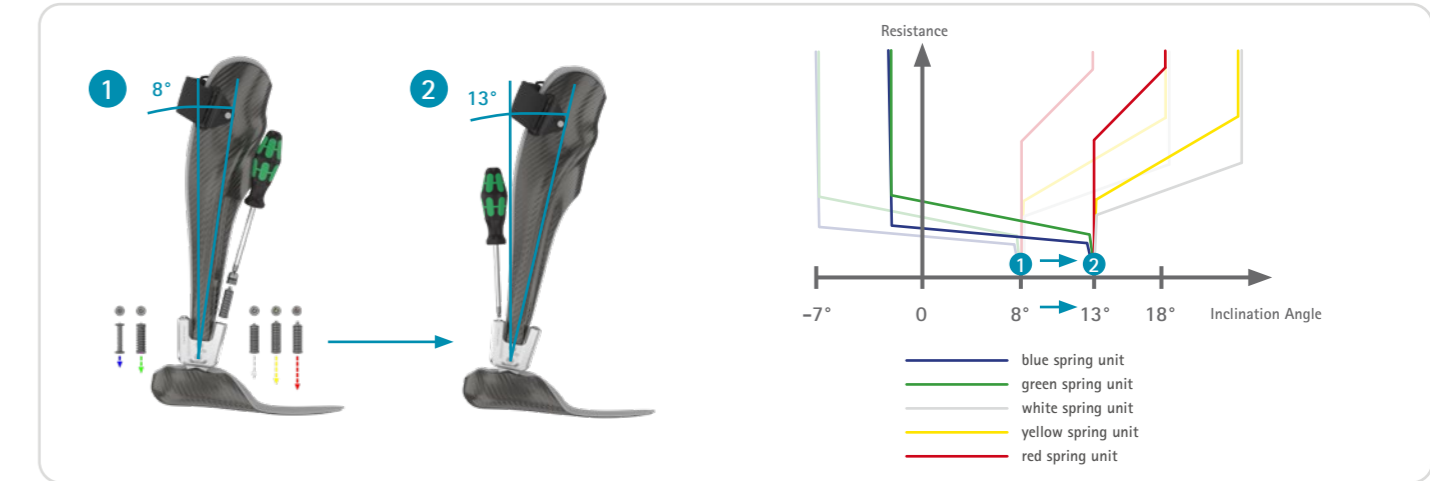 1
8°
2
13°
Resistance
1
2
-7°
0
8°
13°
18°
Inclination Angle
blue spring unit
green spring unit
white spring unit
yellow spring unit
red spring unit